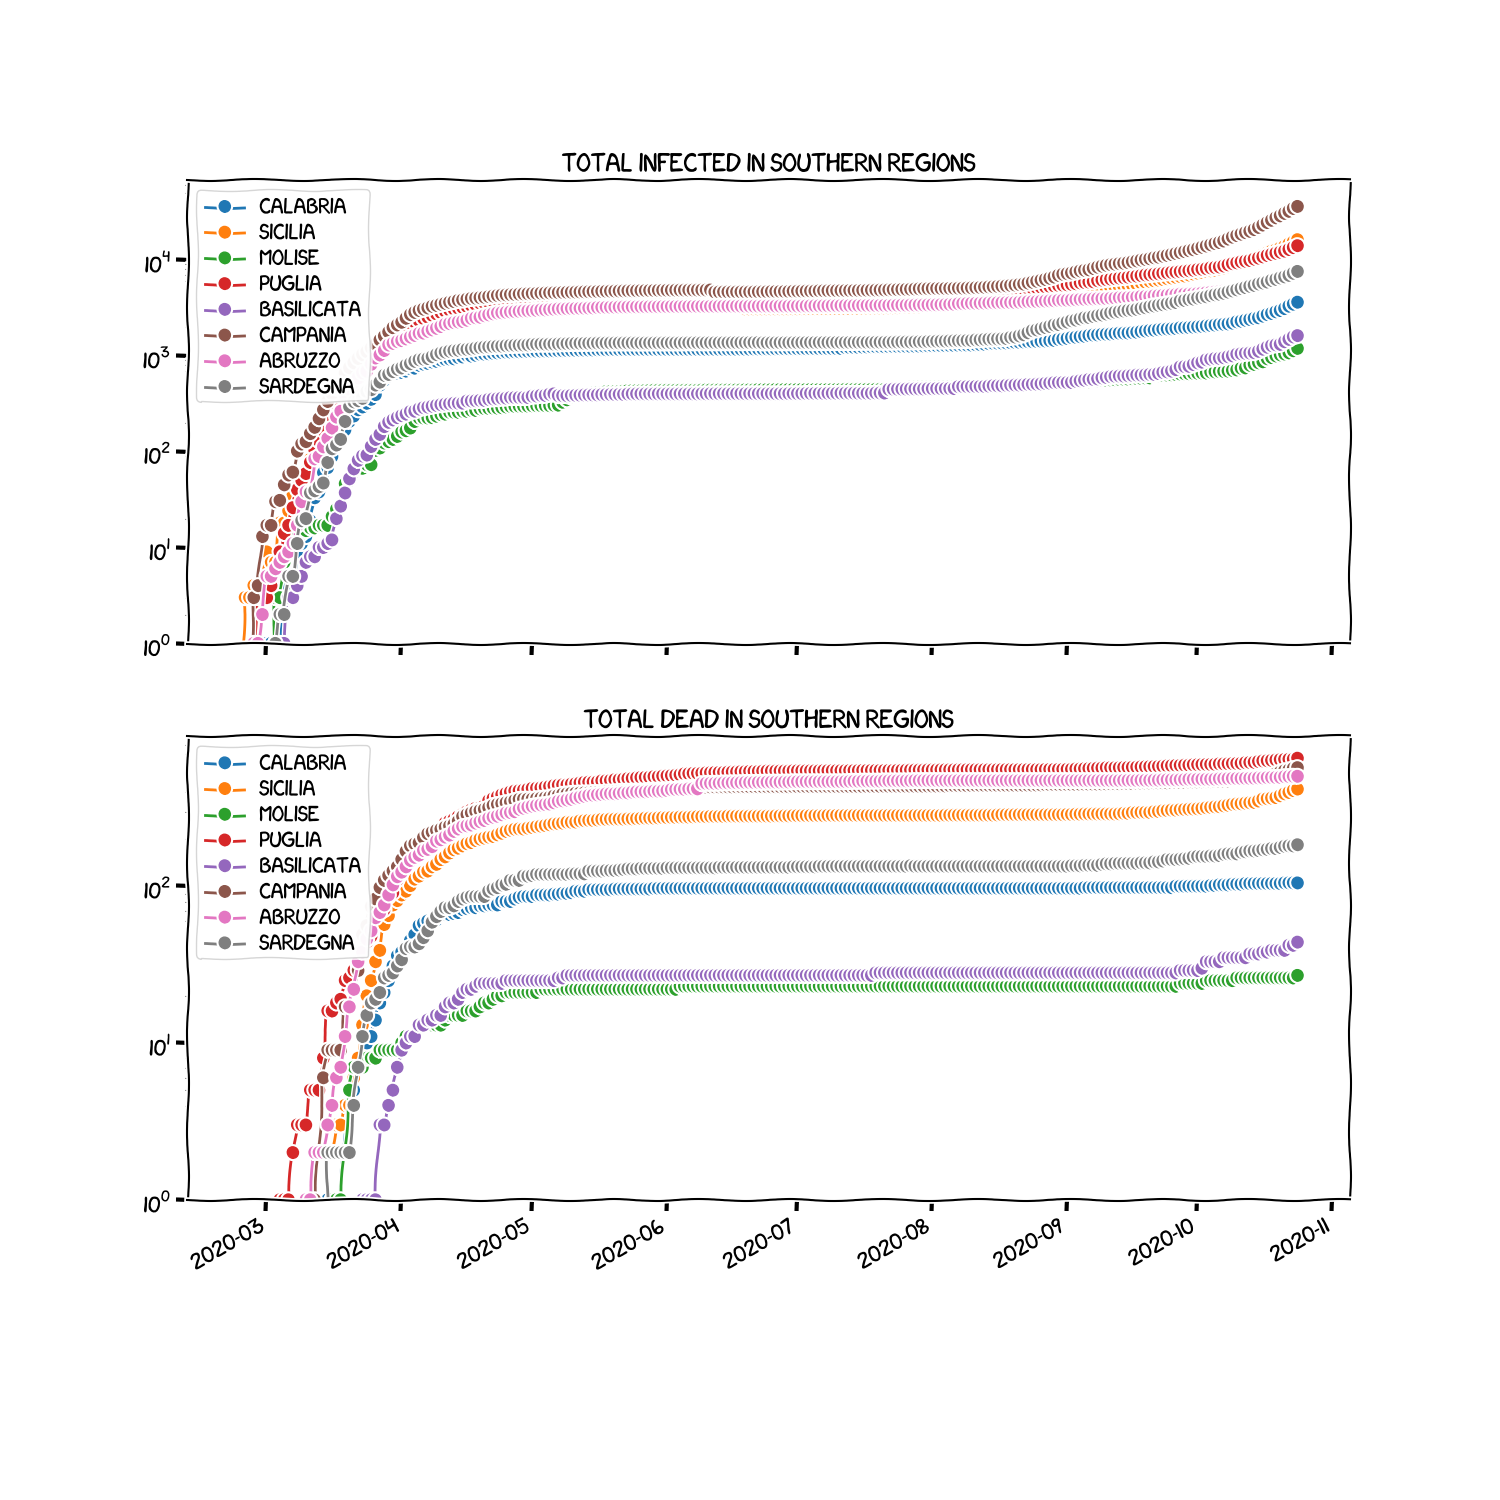 TOTAL INFECTED IN SOUTHERN REGIONS
CALABRIA
SICILIA
MOLISE
PUGLIA
BASILICATA
CAMPANIA
ABRUZZO
SARDEGNA
10⁴
10³
10²
10¹
10⁰
TOTAL DEAD IN SOUTHERN REGIONS
CALABRIA
SICILIA
MOLISE
PUGLIA
BASILICATA
CAMPANIA
ABRUZZO
SARDEGNA
10²
10¹
10⁰
2020-03
2020-04
2020-05
2020-06
2020-07
2020-08
2020-09
2020-10
2020-11